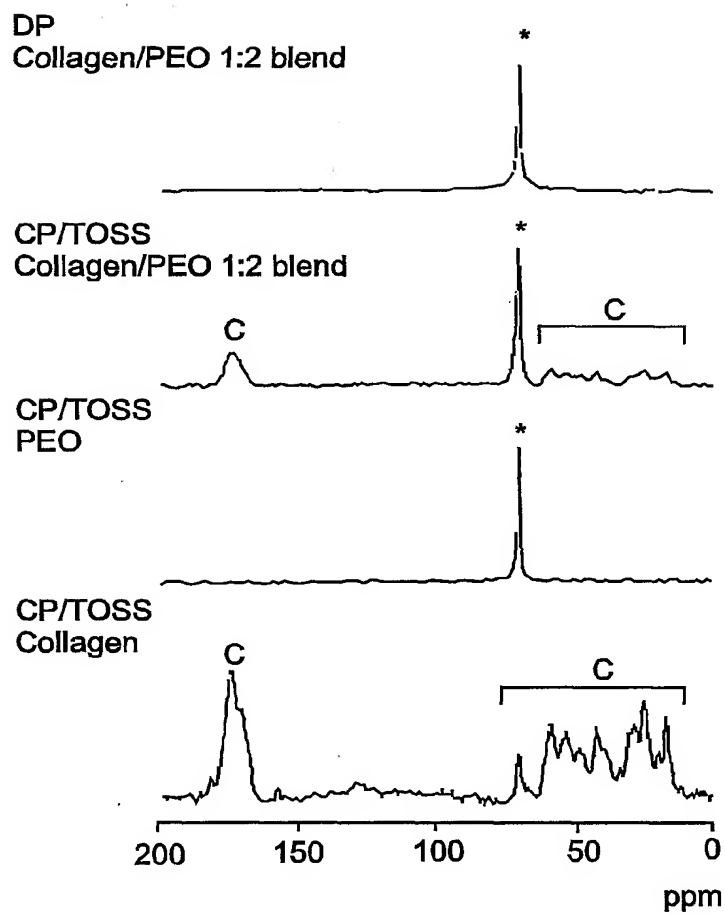 DP
Collagen/PEO 1:2 blend
*
CP/TOSS
Collagen/PEO 1:2 blend
*
C
C
CP/TOSS
PEO
*
CP/TOSS
Collagen
C
C
200 150 100 50 0
ppm